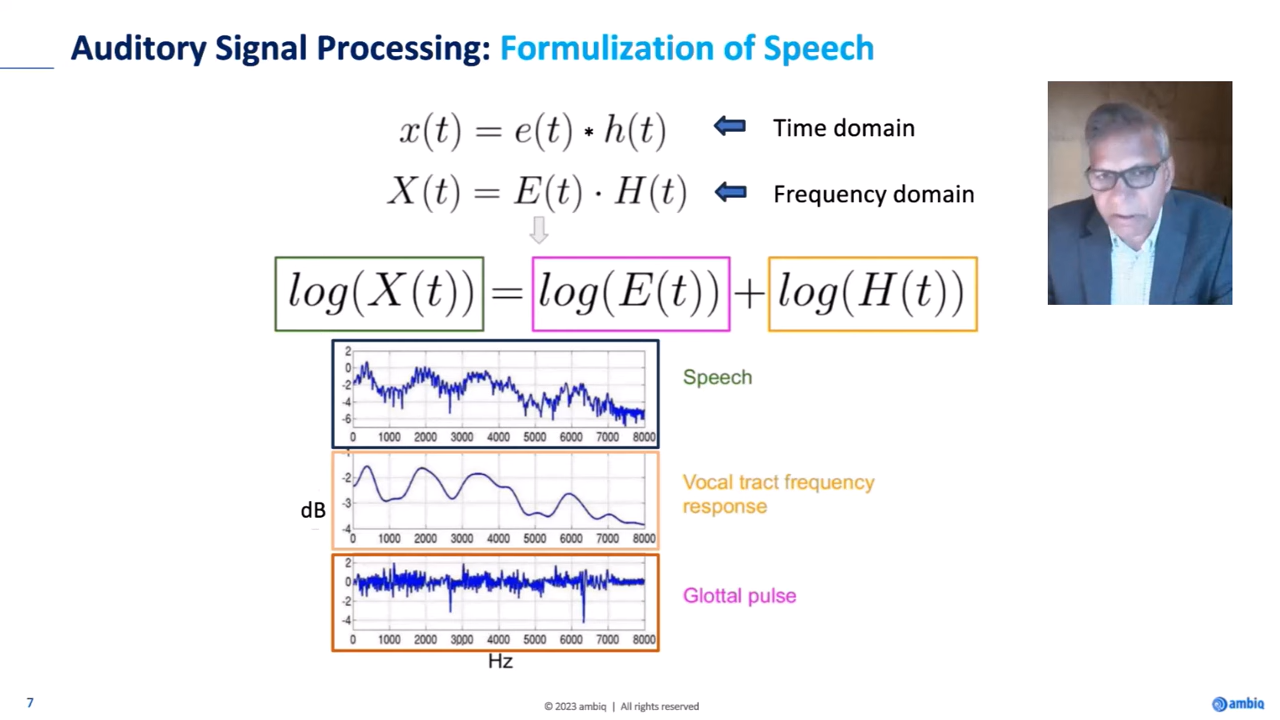 Auditory Signal Processing: Formulization of Speech
x(t) = e(t) * h(t)
Time domain
X(t) = E(t) · H(t)
Frequency domain
log(X(t)) = log(E(t)) + log(H(t))
2
0
-2
-4
-6
0 1000 2000 3000 4000 5000 6000 7000 8000
Speech
-1
-2
-3
-4
0 1000 2000 3000 4000 5000 6000 7000 8000
dB
Vocal tract frequency
response
2
0
-2
-4
0 1000 2000 3000 4000 5000 6000 7000 8000
Glottal pulse
Hz
7
© 2023 ambiq | All rights reserved
ambiq